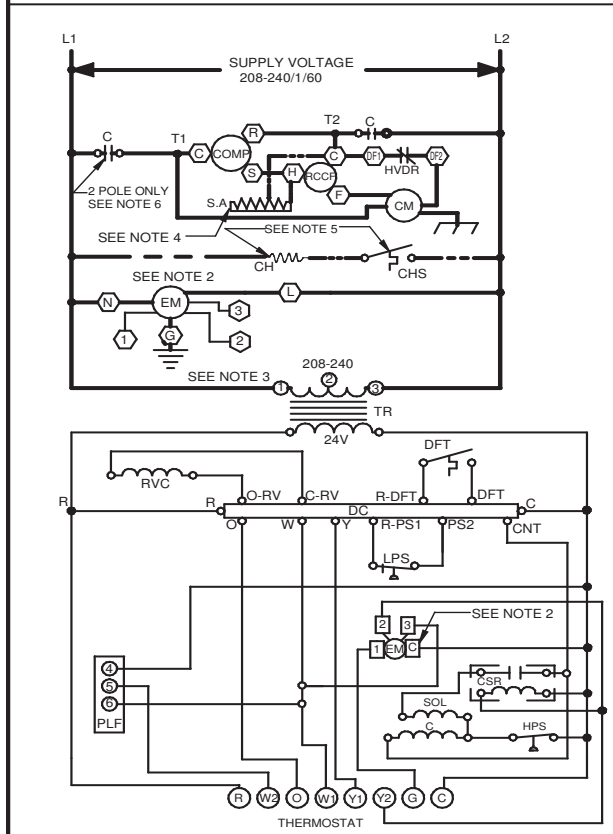 L1 L2
SUPPLY VOLTAGE
208-240/1/60
C T1 R T2 C
C COMP C DF1 DF2
HVDR
S H RCCF
2 POLE ONLY
SEE NOTE 6
S.A F CM
SEE NOTE 4 SEE NOTE 5
CH CHS
SEE NOTE 2
N EM L 3
1 G 2
208-240
SEE NOTE 3 1 2 3
TR
24V
DFT
RVC
R R O-RV C-RV R-DFT DFT C
DC
O W Y R-PS1 PS2 CNT
LPS
SEE NOTE 2
2 3
1 EM C
4
5
6
PLF
CSR
SOL
C HPS
R W2 O W1 Y1 Y2 G C
THERMOSTAT